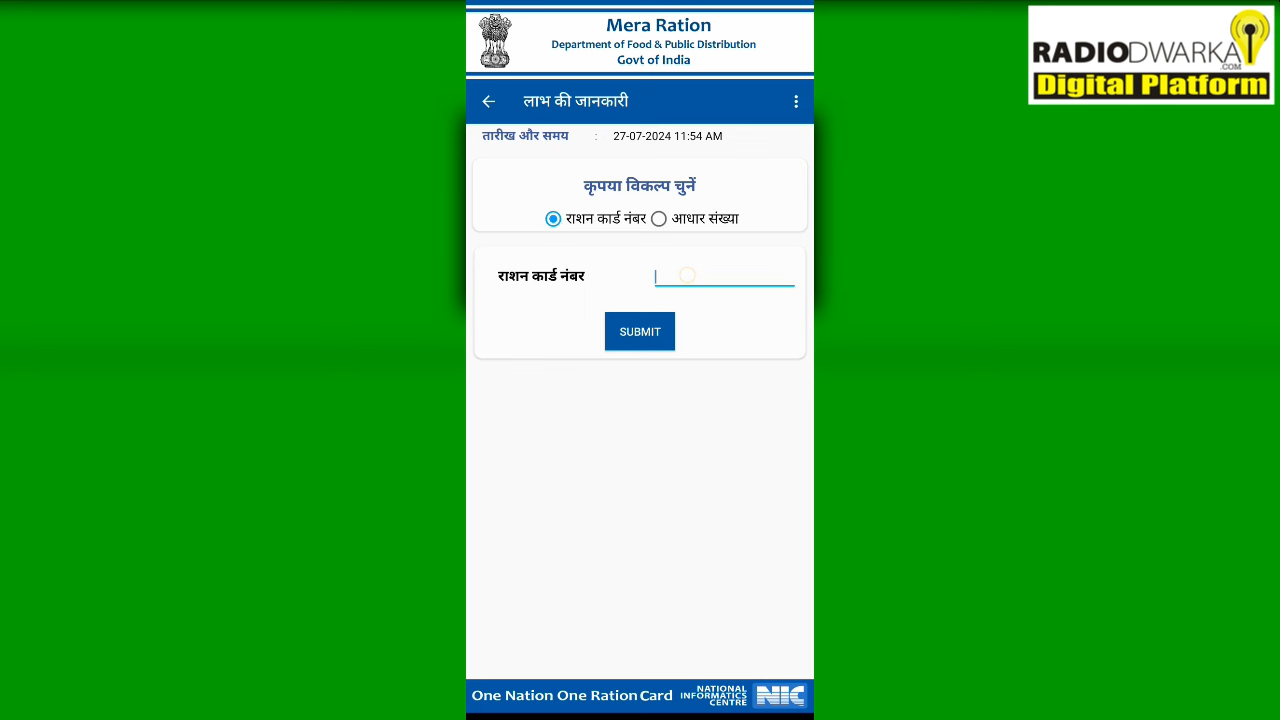 Mera Ration
Department of Food & Public Distribution
Govt of India
RADIODWARKA
.COM
Digital Platform
लाभ की जानकारी
तारीख और समय : 27-07-2024 11:54 AM
कृपया विकल्प चुनें
राशन कार्ड नंबर आधार संख्या
राशन कार्ड नंबर
SUBMIT
One Nation One Ration Card
NATIONAL
INFORMATICS
CENTRE
NIC